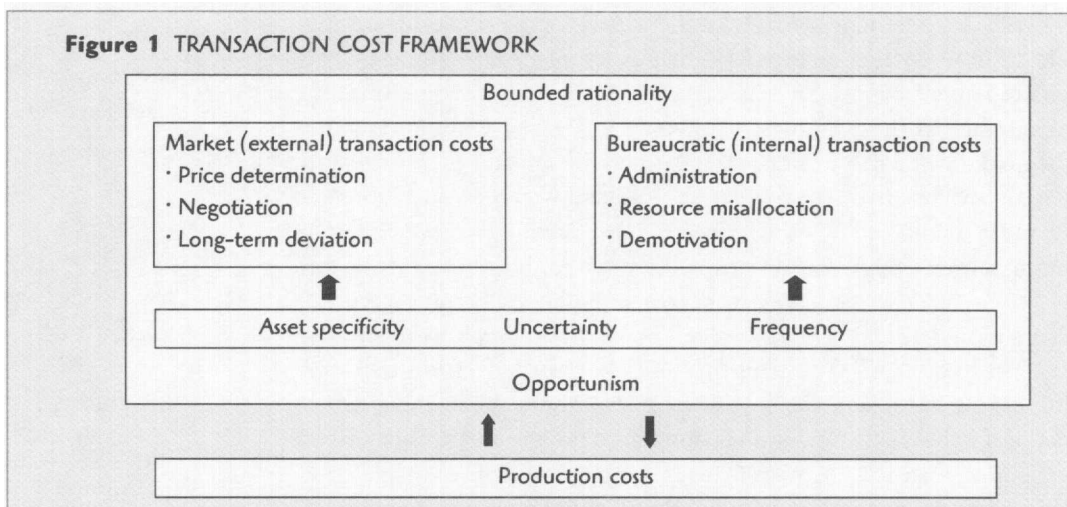 Figure 1 TRANSACTION COST FRAMEWORK
Bounded rationality
Market (external) transaction costs
· Price determination
· Negotiation
· Long-term deviation
Bureaucratic (internal) transaction costs
· Administration
· Resource misallocation
· Demotivation
Asset specificity Uncertainty Frequency
Opportunism
Production costs